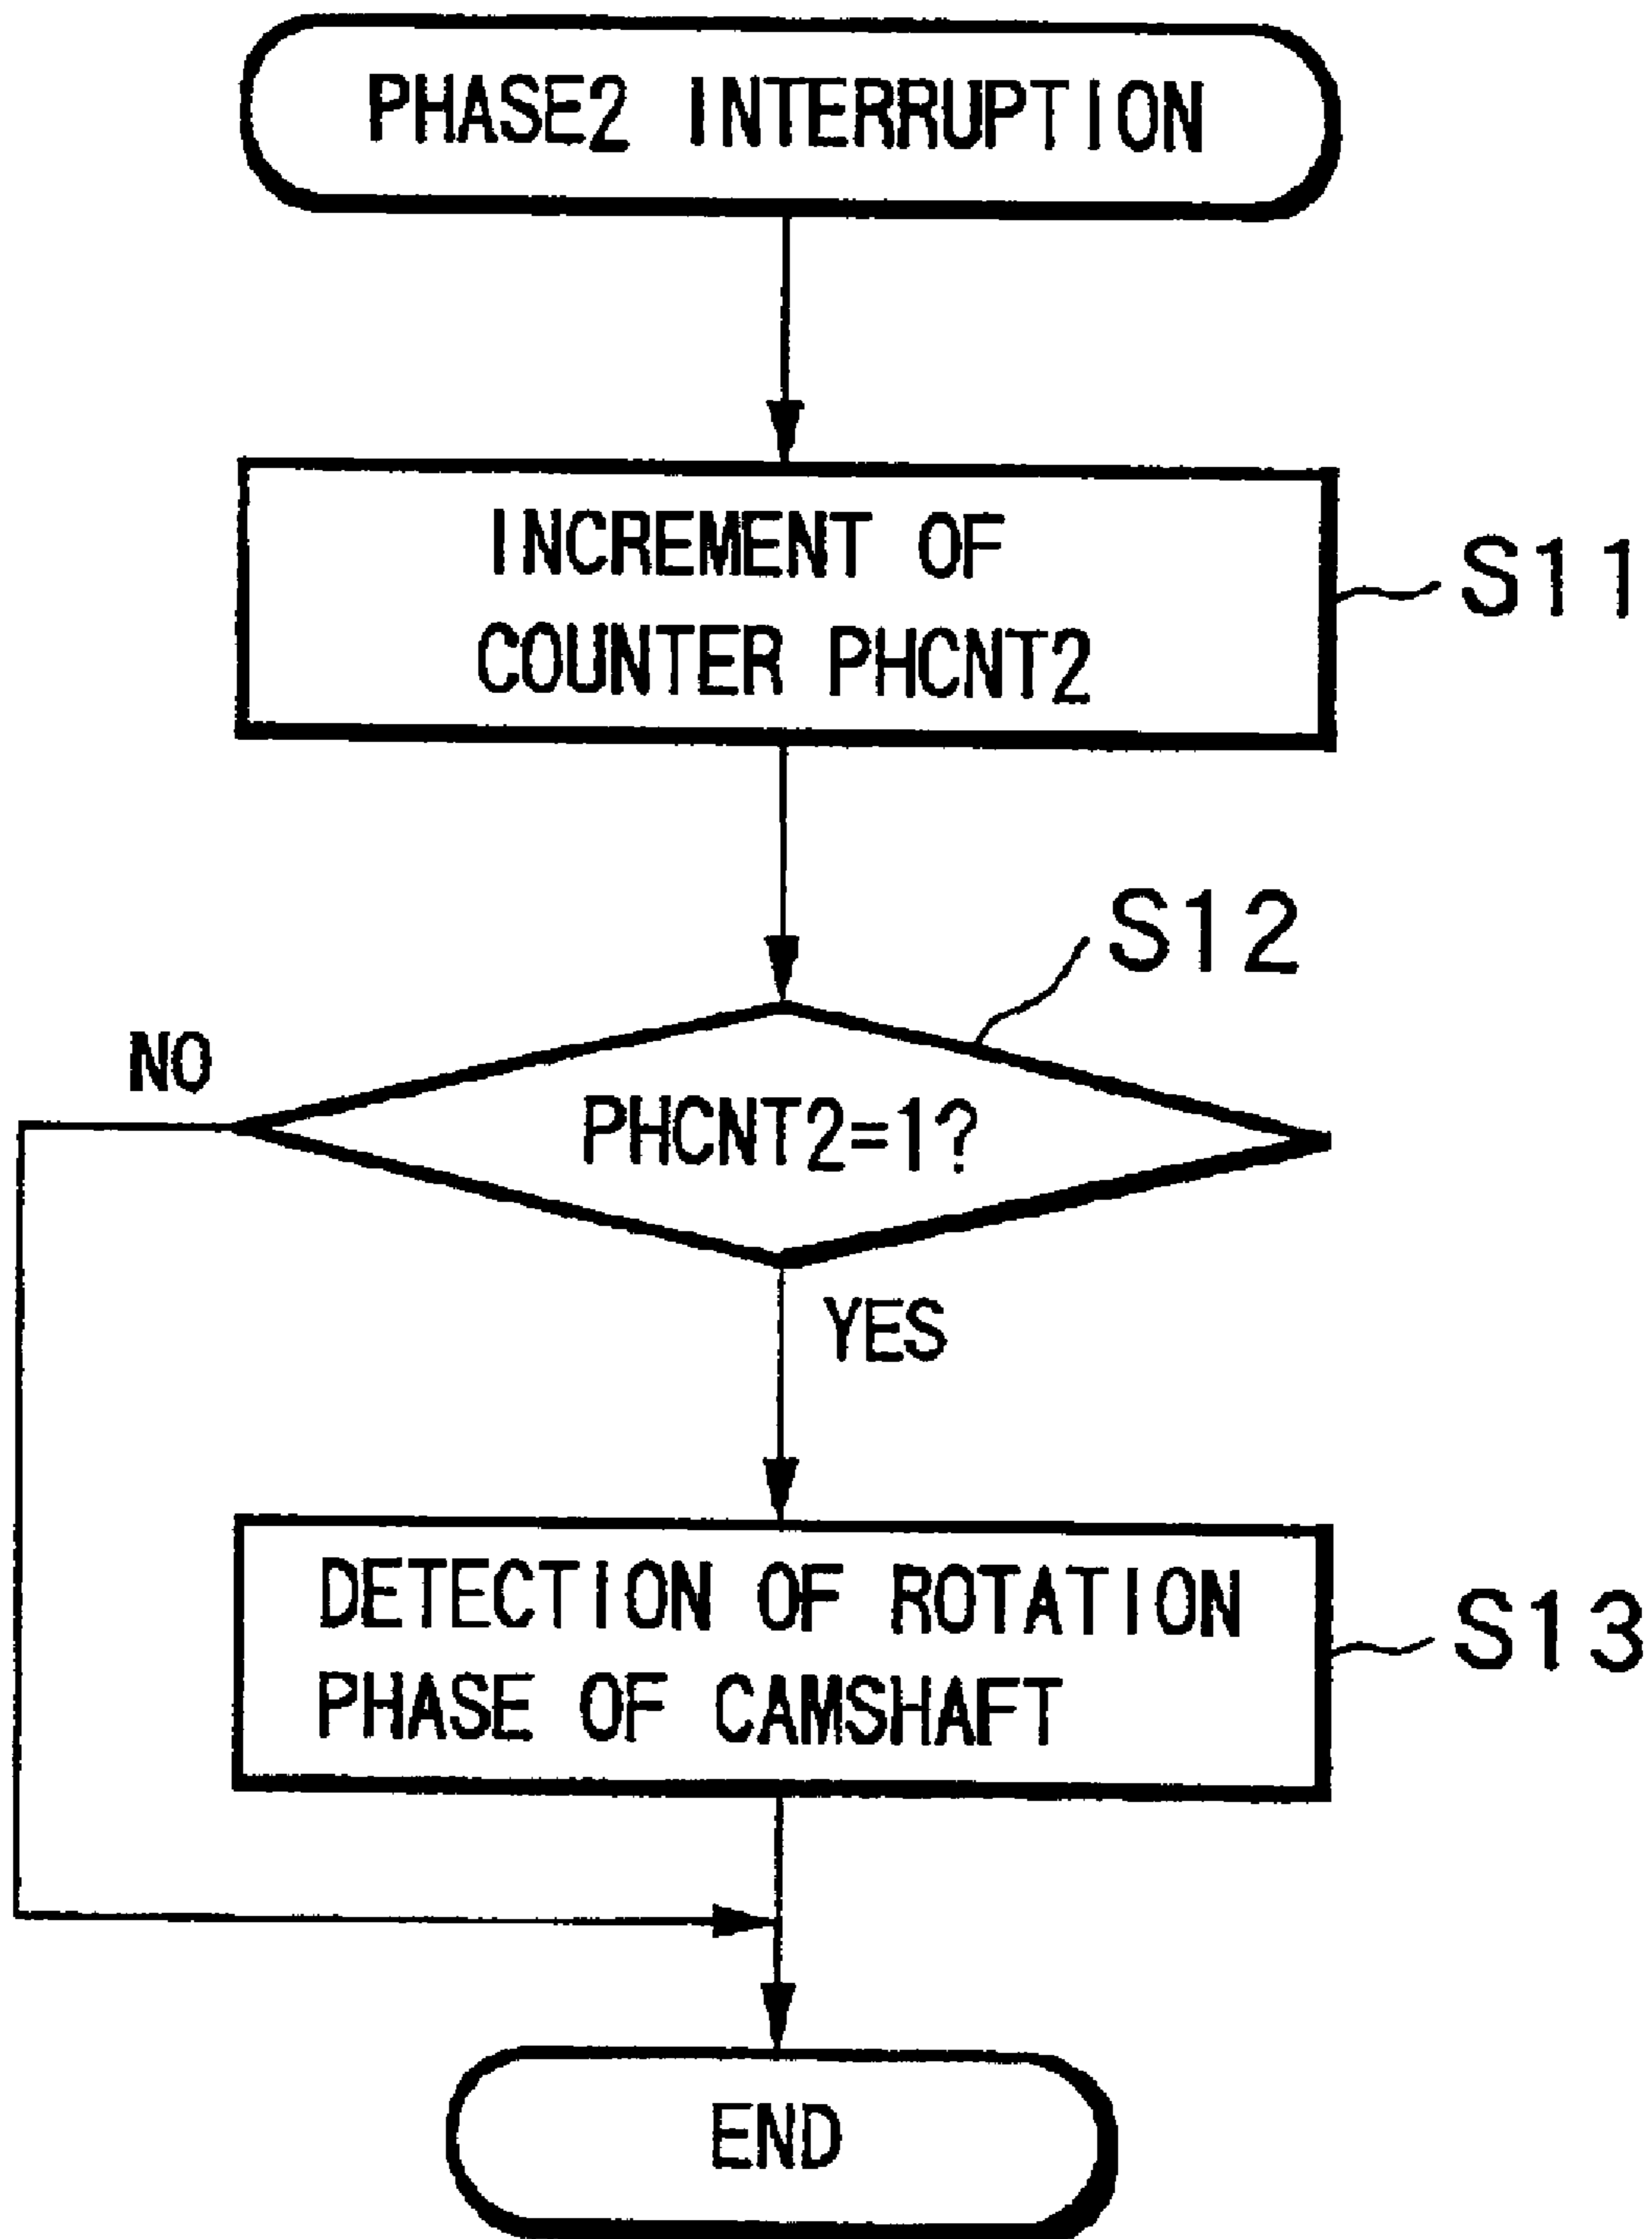 PHASE2 INTERRUPTION
INCREMENT OF
COUNTER PHCNT2
S11
S12
NO
PHCNT2=1?
YES
DETECTION OF ROTATION
PHASE OF CAMSHAFT
S13
END